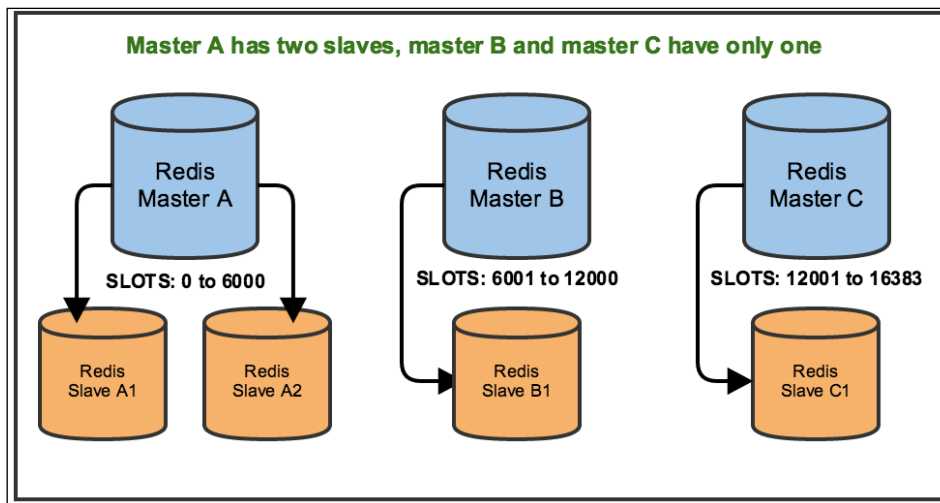 Master A has two slaves, master B and master C have only one
Redis
Master A
Redis
Master B
Redis
Master C
SLOTS: 0 to 6000
SLOTS: 6001 to 12000
SLOTS: 12001 to 16383
Redis
Slave A1
Redis
Slave A2
Redis
Slave B1
Redis
Slave C1